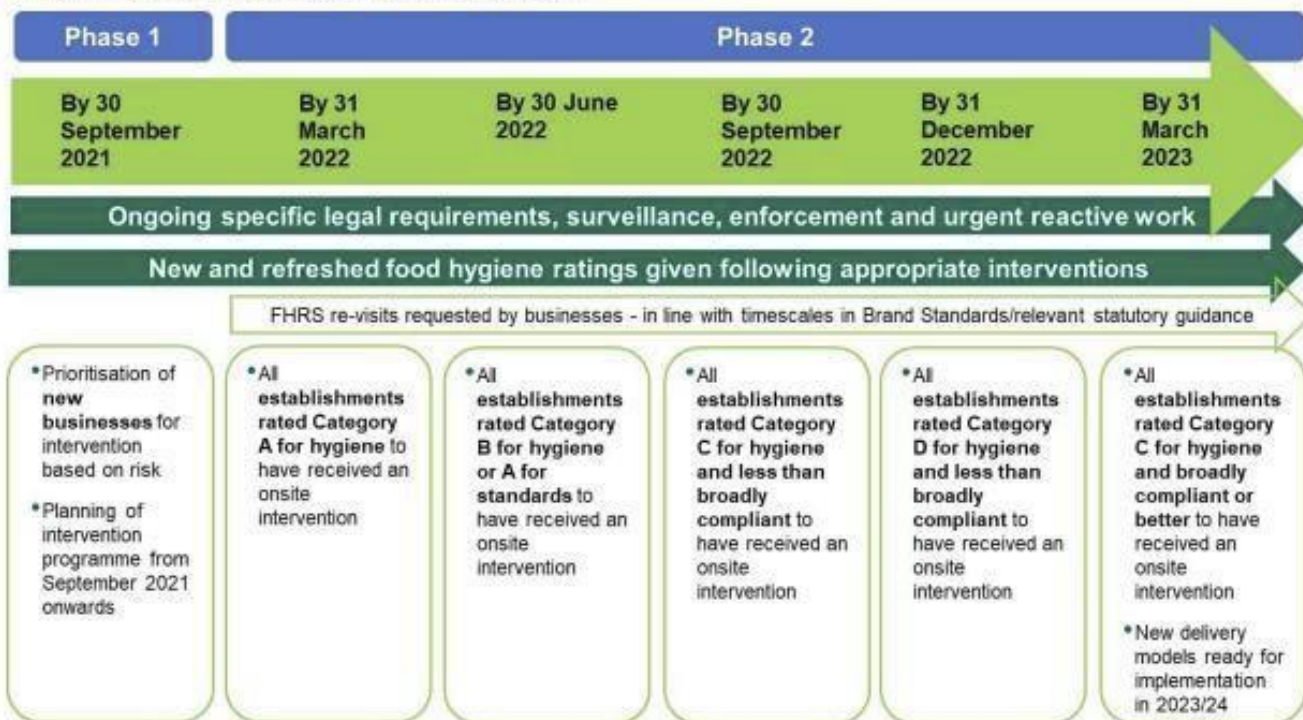 Phase 1
Phase 2
By 30
September
2021
By 31
March
2022
By 30 June
2022
By 30
September
2022
By 31
December
2022
By 31
March
2023
Ongoing specific legal requirements, surveillance, enforcement and urgent reactive work
New and refreshed food hygiene ratings given following appropriate interventions
FHRS re-visits requested by businesses - in line with timescales in Brand Standards/relevant statutory guidance
•Prioritisation of
new
businesses for
intervention
based on risk
•Planning of
intervention
programme from
September 2021
onwards
•All
establishments
rated Category
A for hygiene to
have received an
onsite
intervention
•All
establishments
rated Category
B for hygiene
or A for
standards to
have received an
onsite
intervention
•All
establishments
rated Category
C for hygiene
and less than
broadly
compliant to
have received an
onsite
intervention
•All
establishments
rated Category
D for hygiene
and less than
broadly
compliant to
have received an
onsite
intervention
•All
establishments
rated Category
C for hygiene
and broadly
compliant or
better to have
received an
onsite
intervention
•New delivery
models ready for
implementation
in 2023/24